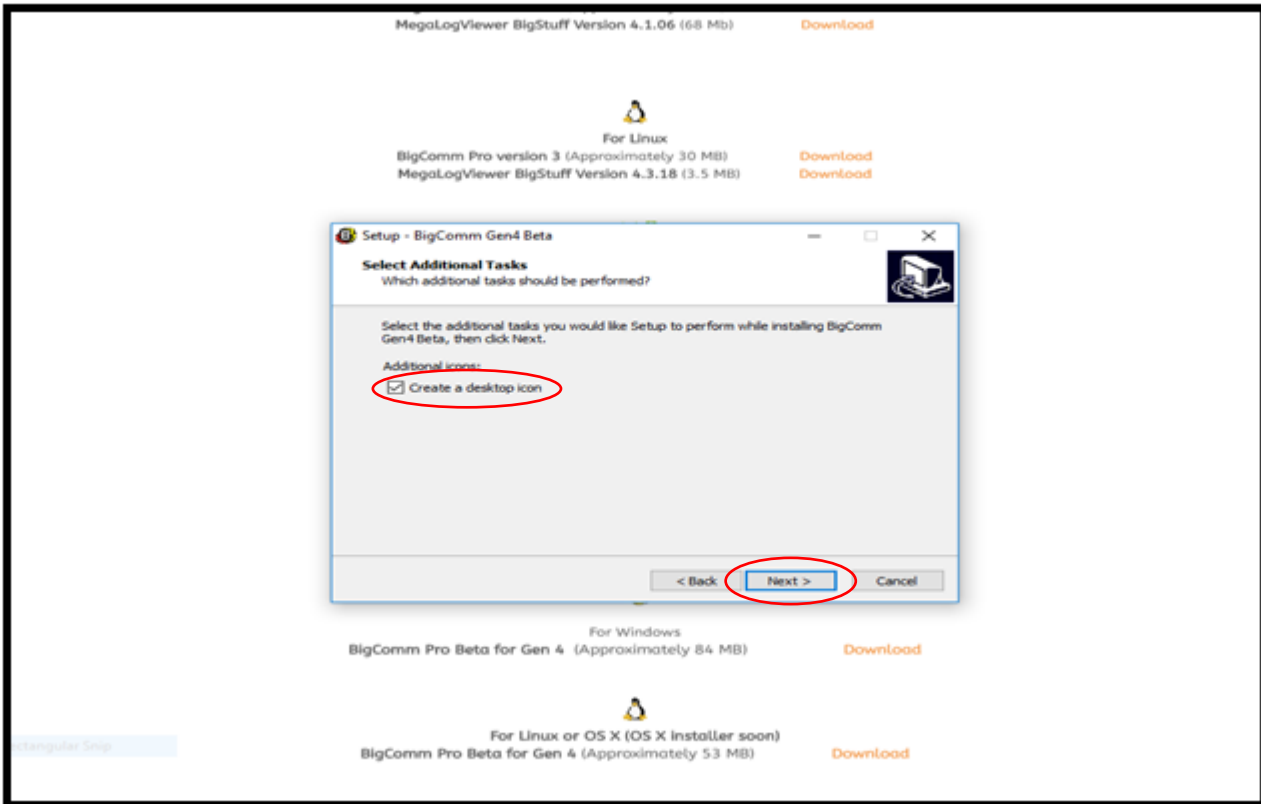 MegaLogViewer BigStuff Version 4.1.06 (68 Mb) Download
For Linux
BigComm Pro version 3 (Approximately 30 MB) Download
MegaLogViewer BigStuff Version 4.3.18 (3.5 MB) Download
Setup - BigComm Gen4 Beta
Select Additional Tasks
Which additional tasks should be performed?
Select the additional tasks you would like Setup to perform while installing BigComm
Gen4 Beta, then click Next.
Additional icons:
Create a desktop icon
< Back Next > Cancel
For Windows
BigComm Pro Beta for Gen 4 (Approximately 84 MB) Download
For Linux or OS X (OS X Installer soon)
ctangular Snip
BigComm Pro Beta for Gen 4 (Approximately 53 MB) Download